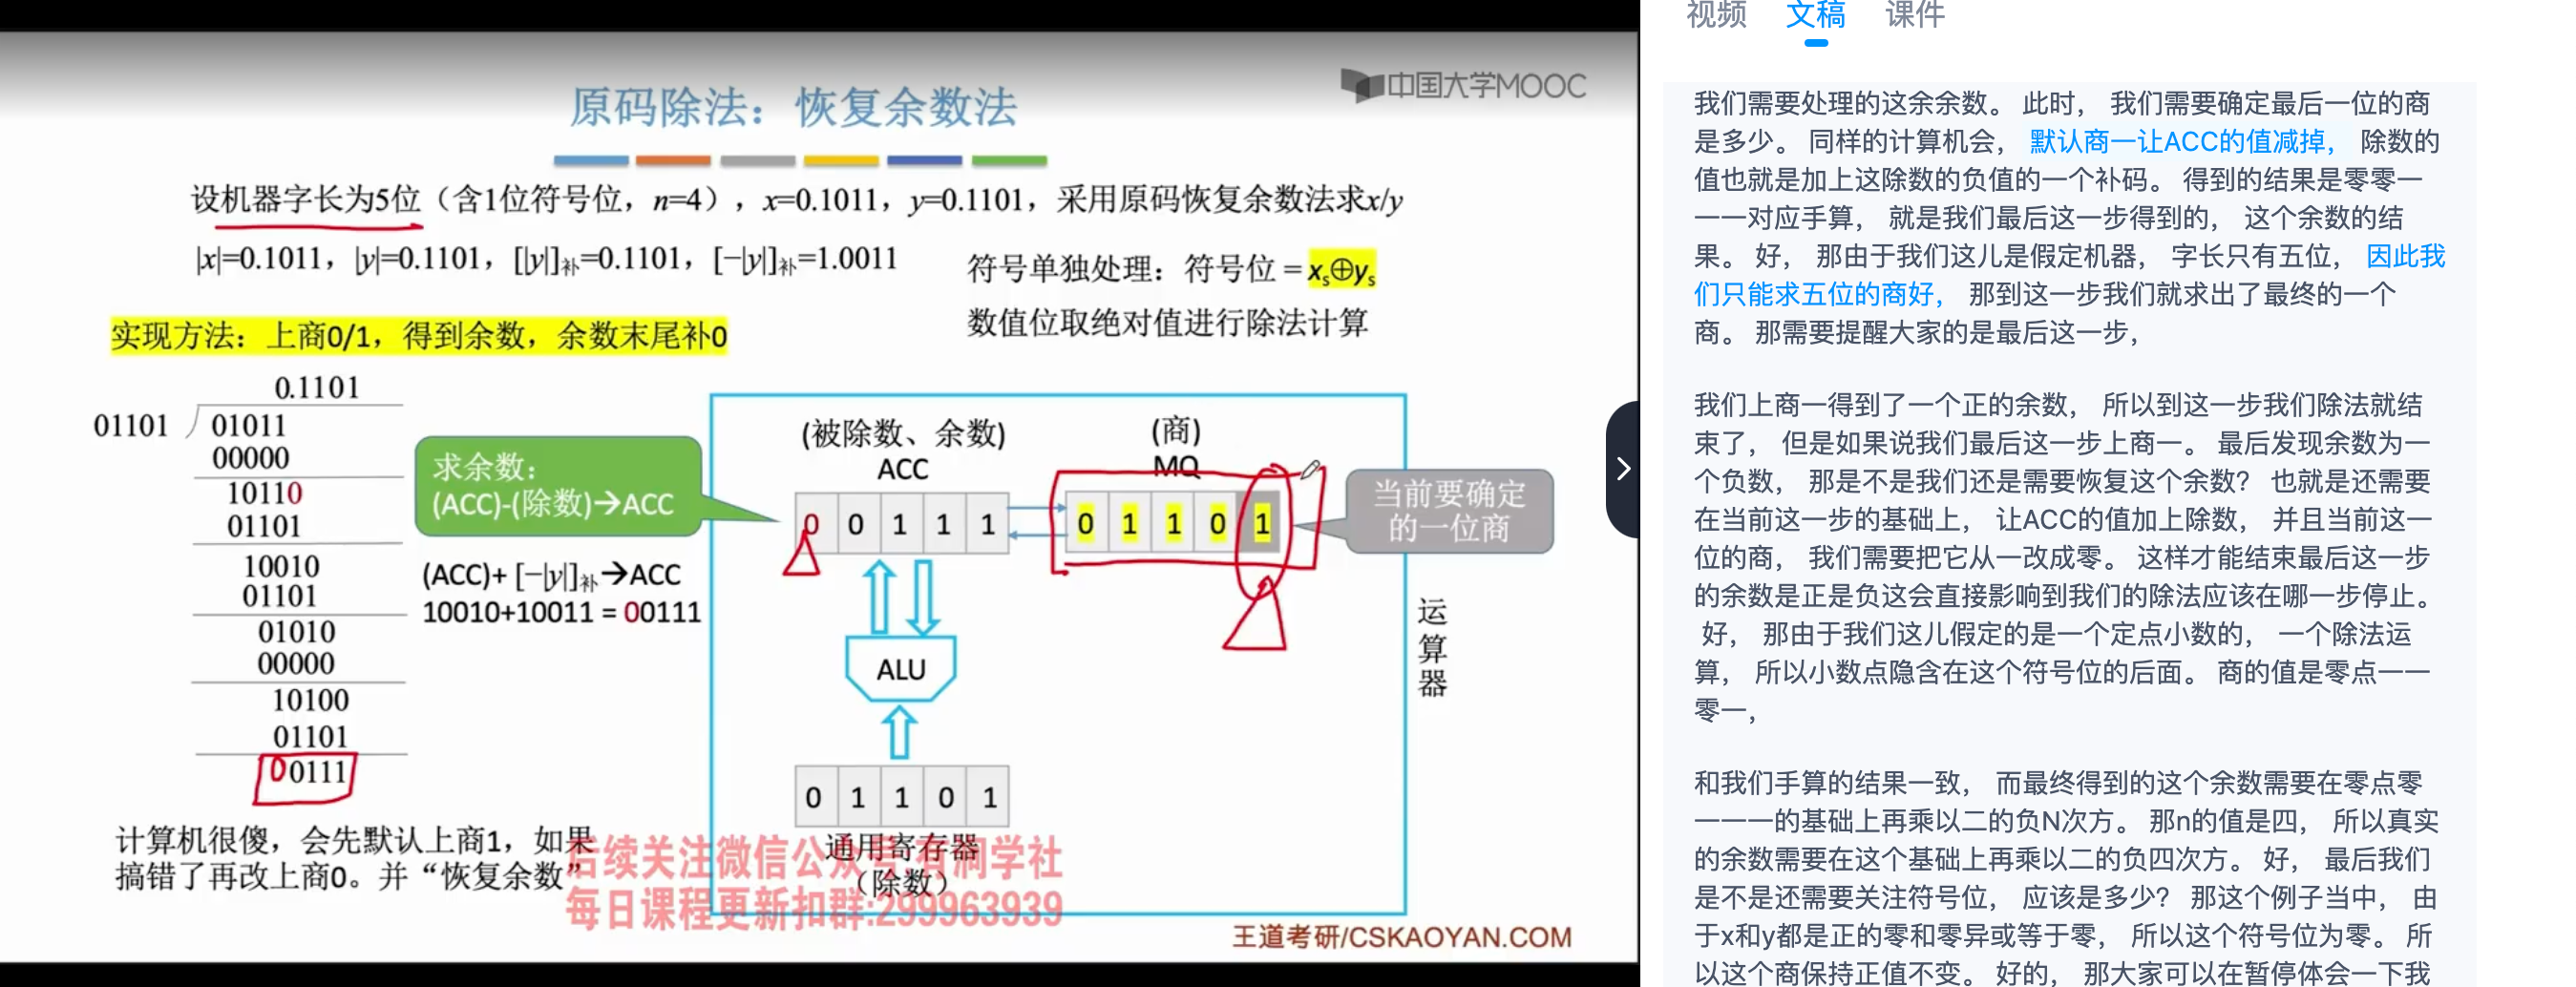 中国大学MOOC
原码除法：恢复余数法
设机器字长为5位（含1位符号位，n=4），x=0.1011，y=0.1101，采用原码恢复余数法求x/y
|x|=0.1011，|y|=0.1101，[|y|]补=0.1101，[−|y|]补=1.0011
符号单独处理：符号位 = xs⊕ys
数值位取绝对值进行除法计算
实现方法：上商0/1，得到余数，余数末尾补0
0.1101
01101
01011
00000
10110
01101
10010
01101
01010
00000
10100
01101
00111
求余数：
(ACC)-(除数)→ACC
(ACC)+ [−|y|]补→ACC
10010+10011 = 00111
(被除数、余数)
ACC
0 0 1 1 1
(商)
MQ
0 1 1 0 1
当前要确定
的一位商
ALU
运算器
0 1 1 0 1
通用寄存器
（除数）
计算机很傻，会先默认上商1，如果
搞错了再改上商0。并“恢复余数”
后续关注微信公众号:有洞学社
每日课程更新扣群:299963939
王道考研/CSKAOYAN.COM
视频 文稿 课件
我们需要处理的这余余数。 此时， 我们需要确定最后一位的商
是多少。 同样的计算机会， 默认商一让ACC的值减掉， 除数的
值也就是加上这除数的负值的一个补码。 得到的结果是零零一
一一对应手算， 就是我们最后这一步得到的， 这个余数的结
果。 好， 那由于我们这儿是假定机器， 字长只有五位， 因此我
们只能求五位的商好， 那到这一步我们就求出了最终的一个
商。 那需要提醒大家的是最后这一步，
我们上商一得到了一个正的余数， 所以到这一步我们除法就结
束了， 但是如果说我们最后这一步上商一。 最后发现余数为一
个负数， 那是不是我们还是需要恢复这个余数？ 也就是还需要
在当前这一步的基础上， 让ACC的值加上除数， 并且当前这一
位的商， 我们需要把它从一改成零。 这样才能结束最后这一步
的余数是正是负这会直接影响到我们的除法应该在哪一步停止。
好， 那由于我们这儿假定的是一个定点小数的， 一个除法运
算， 所以小数点隐含在这个符号位的后面。 商的值是零点一一
零一，
和我们手算的结果一致， 而最终得到的这个余数需要在零点零
一一一的基础上再乘以二的负N次方。 那n的值是四， 所以真实
的余数需要在这个基础上再乘以二的负四次方。 好， 最后我们
是不是还需要关注符号位， 应该是多少？ 那这个例子当中， 由
于x和y都是正的零和零异或等于零， 所以这个符号位为零。 所
以这个商保持正值不变。 好的， 那大家可以在暂停体会一下我